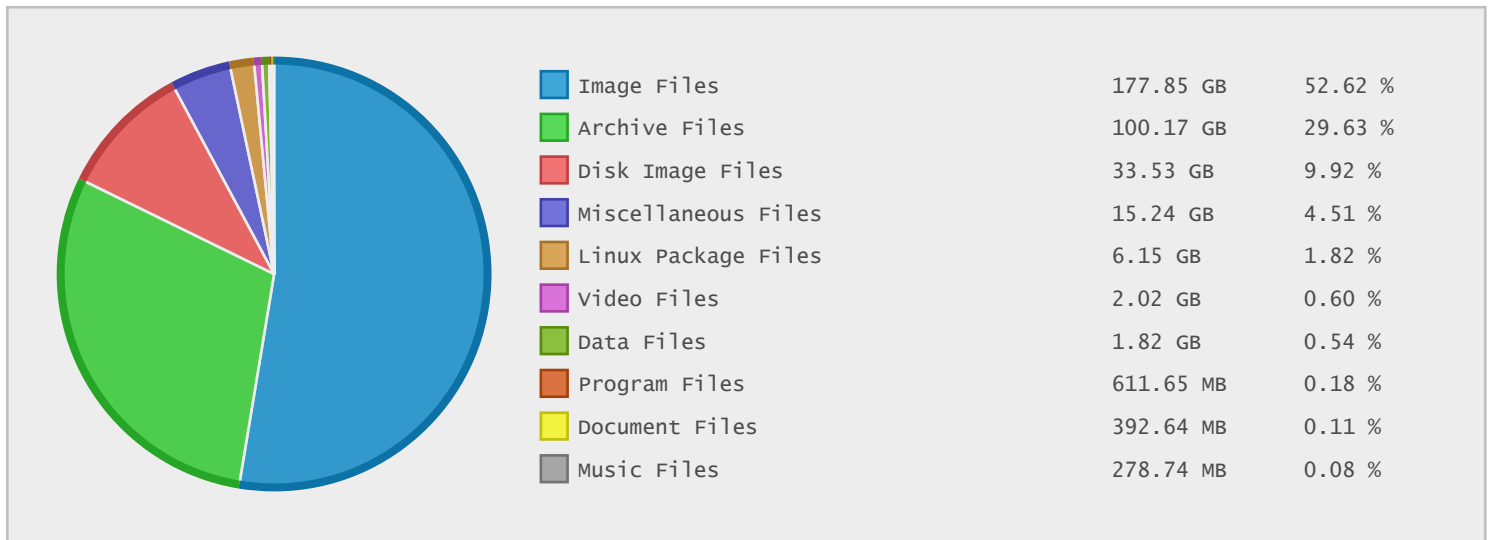 Image Files 177.85 GB 52.62 %
Archive Files 100.17 GB 29.63 %
Disk Image Files 33.53 GB 9.92 %
Miscellaneous Files 15.24 GB 4.51 %
Linux Package Files 6.15 GB 1.82 %
Video Files 2.02 GB 0.60 %
Data Files 1.82 GB 0.54 %
Program Files 611.65 MB 0.18 %
Document Files 392.64 MB 0.11 %
Music Files 278.74 MB 0.08 %